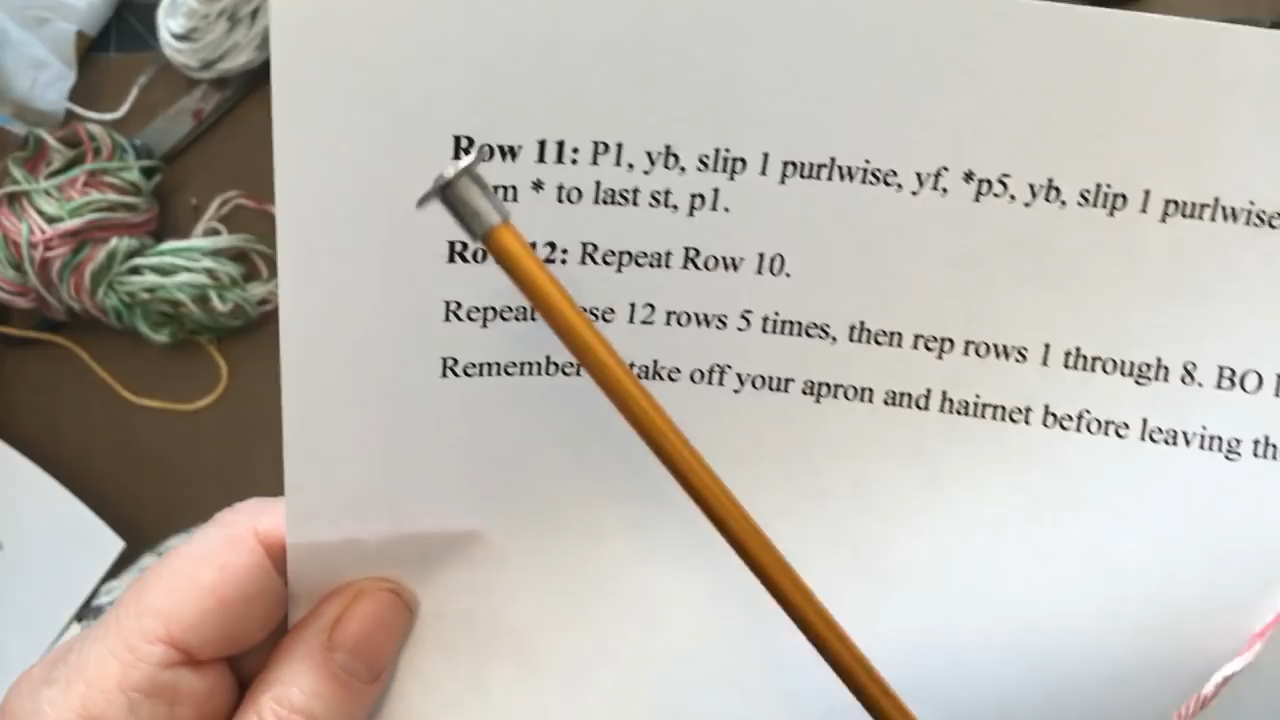 Row 11: P1, yb, slip 1 purlwise, yf, *p5, yb, slip 1 purlwise
* to last st, p1.
Row 12: Repeat Row 10.
Repeat these 12 rows 5 times, then rep rows 1 through 8. BO
Remember take off your apron and hairnet before leaving